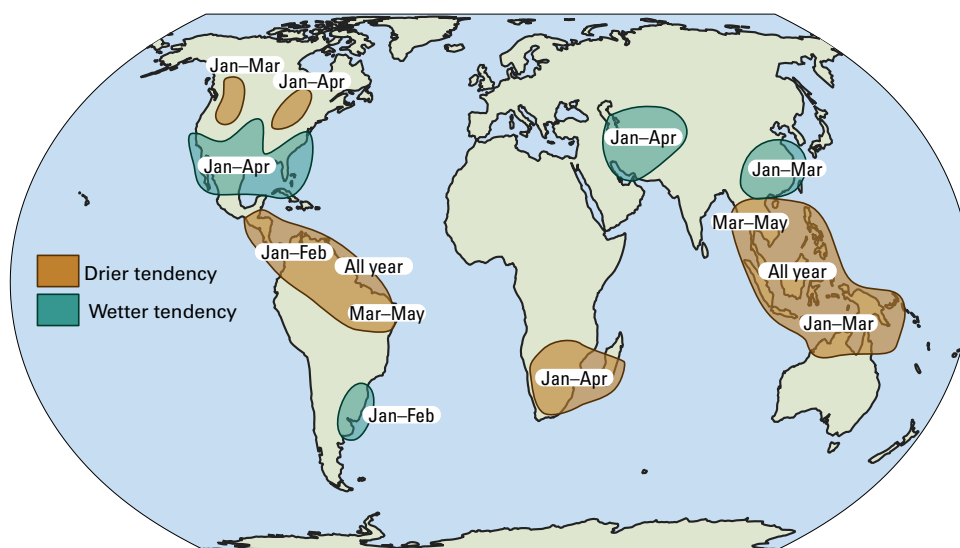 Jan–Mar
Jan–Apr
Jan–Apr
Jan–Apr
Jan–Mar
Mar–May
Jan–Feb
All year
All year
Drier tendency
Wetter tendency
Mar–May
Jan–Mar
Jan–Apr
Jan–Feb